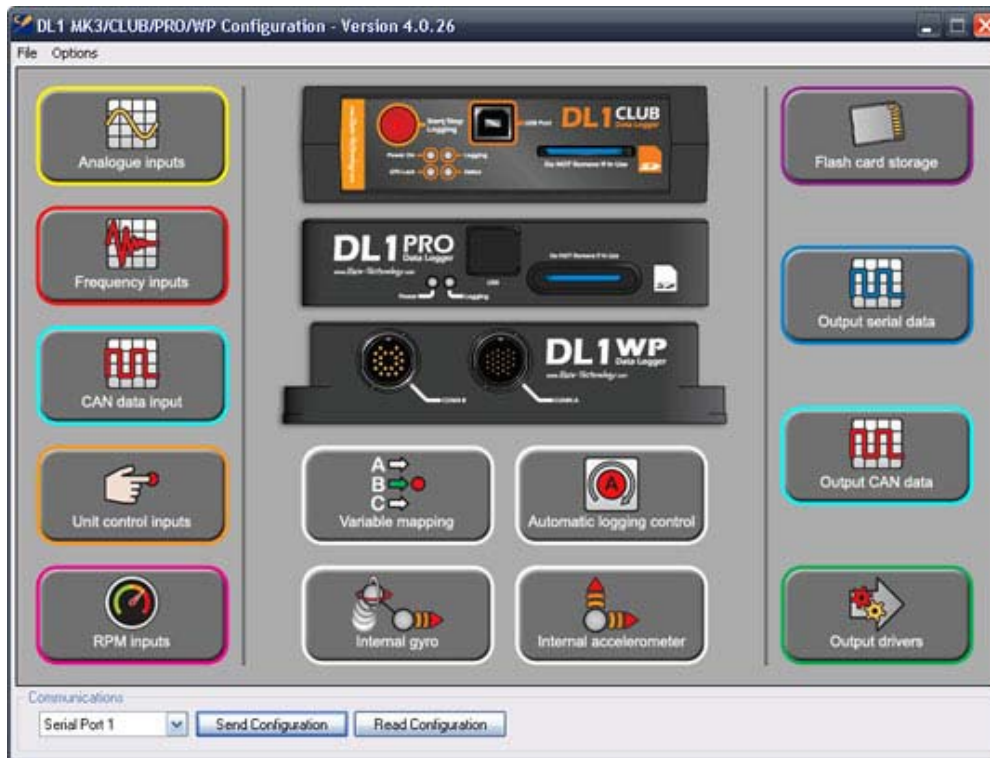 DL1 MK3/CLUB/PRO/WP Configuration - Version 4.0.26
File Options
Analogue inputs
Frequency inputs
CAN data input
Unit control inputs
RPM inputs
Start/Stop
Logging
USB Port
DL1 CLUB
Data Logger
Power On
Logging
GPS Lock
Status
Do NOT Remove if In Use
DL1 PRO
Data Logger
Do NOT Remove if In Use
USB
Power
Logging
DL1 WP
Data Logger
CONN B
CONN A
A
B
C
Variable mapping
A
Automatic logging control
Internal gyro
Internal accelerometer
Flash card storage
Output serial data
Output CAN data
Output drivers
Communications
Serial Port 1
Send Configuration
Read Configuration